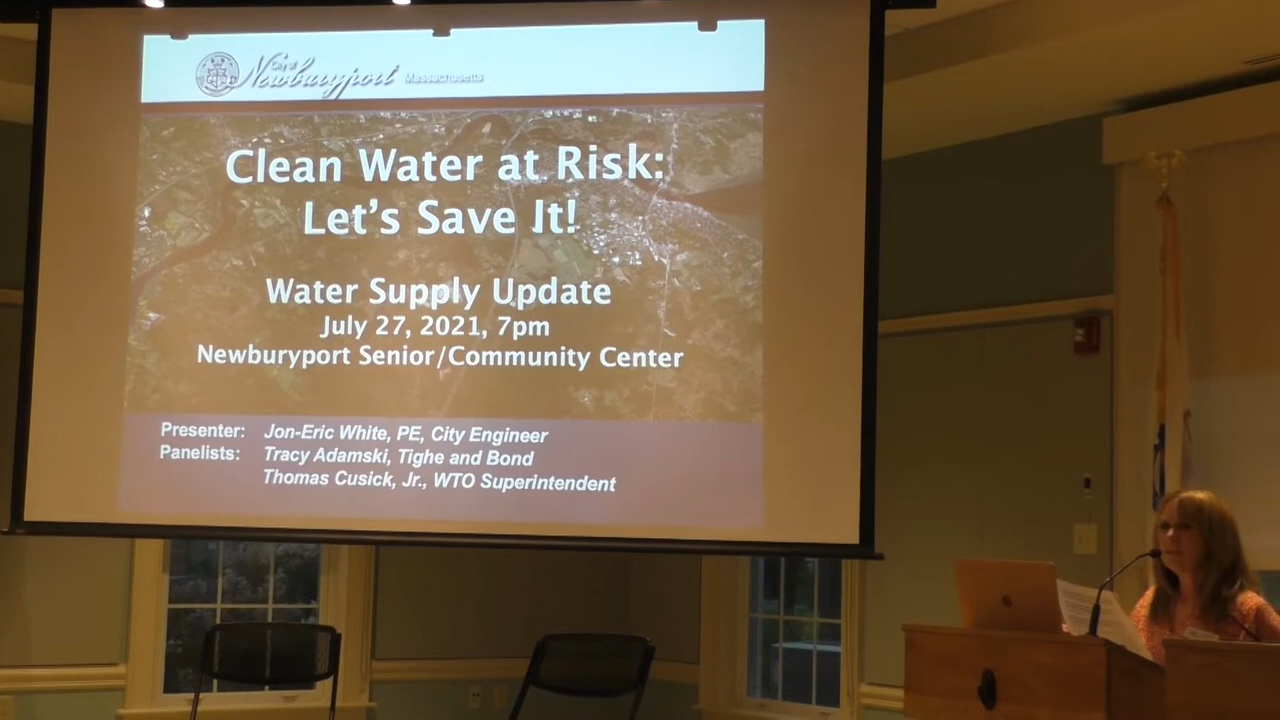 City of
Newburyport Massachusetts
Clean Water at Risk:
Let's Save It!
Water Supply Update
July 27, 2021, 7pm
Newburyport Senior/Community Center
Presenter: Jon-Eric White, PE, City Engineer
Panelists: Tracy Adamski, Tighe and Bond
Thomas Cusick, Jr., WTO Superintendent